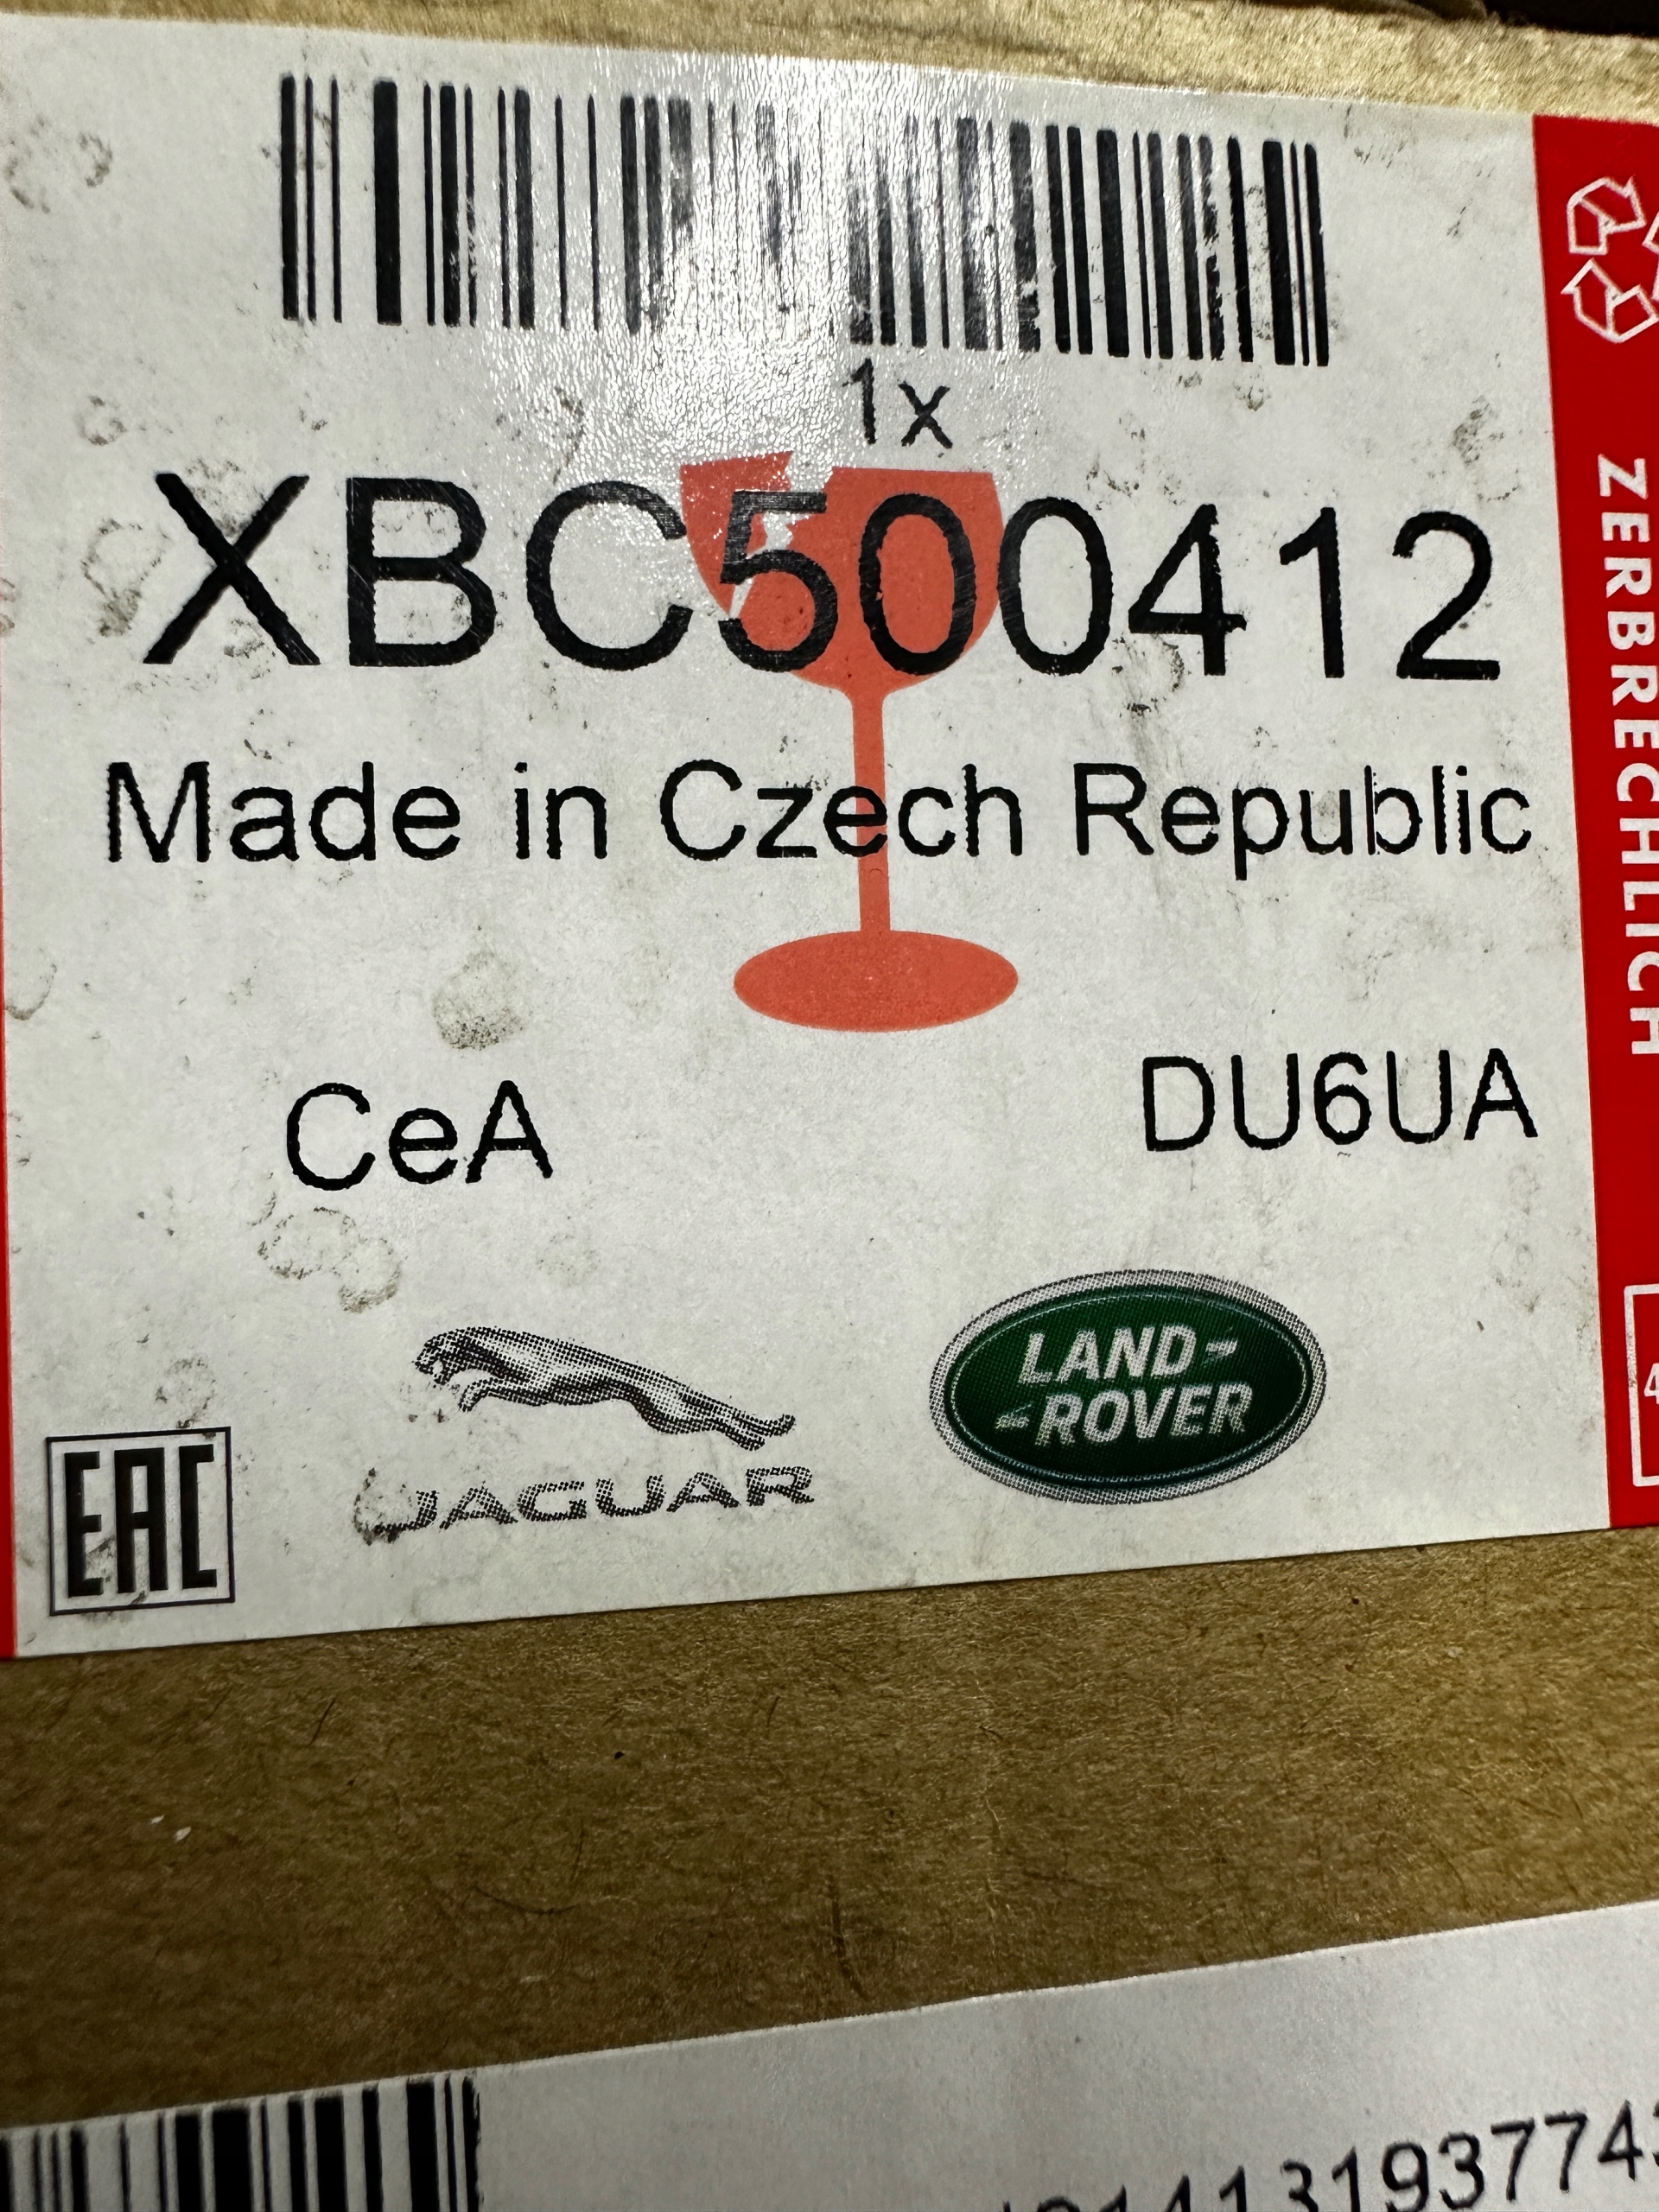 1x
XBC500412
Made in Czech Republic
CeA
DU6UA
LAND-
-ROVER
JAGUAR
EAC
ZERBRECHLICH